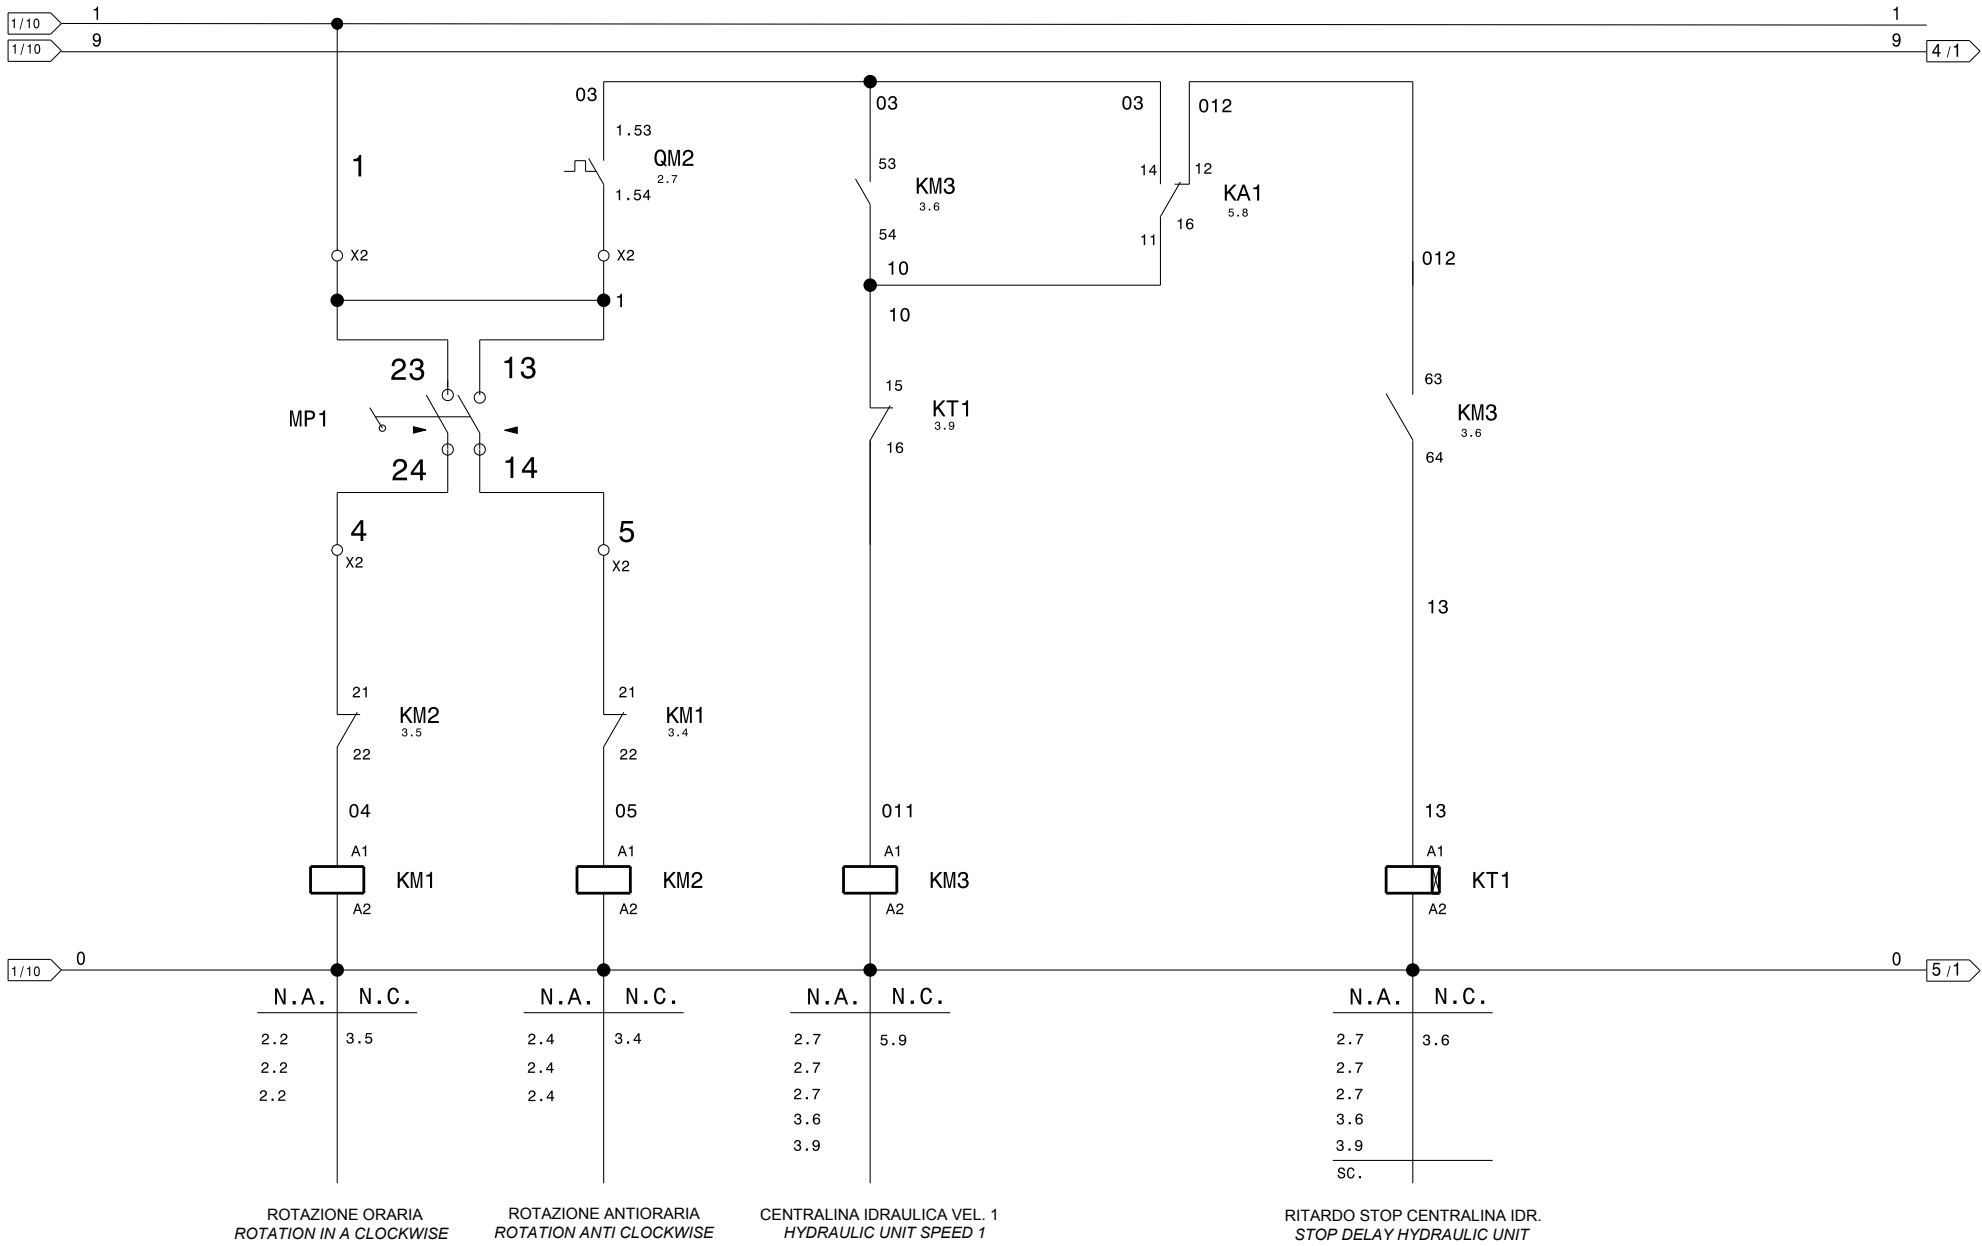 1/10 1 1
1/10 9 9 4/1
03 03 03 012
1.53
1 QM2
2.7
1.54
53
KM3
3.6
54
14 12
KA1
5.8
16
11
X2 X2
10
012
1
10
23 13
15
KT1
3.9
16
63
KM3
3.6
64
MP1
24 14
4 5
X2 X2
13
21 21
KM2 KM1
3.5 3.4
22 22
04 05 011 13
A1 A1 A1 A1
KM1 KM2 KM3 KT1
A2 A2 A2 A2
1/10 0 0 5/1
N.A. N.C. N.A. N.C. N.A. N.C. N.A. N.C.
2.2 3.5 2.4 3.4 2.7 5.9 2.7 3.6
2.2 2.4 2.7 2.7
2.2 2.4 2.7 2.7
3.6 3.6
3.9 3.9
SC.
ROTAZIONE ORARIA
ROTATION IN A CLOCKWISE
ROTAZIONE ANTIORARIA
ROTATION ANTI CLOCKWISE
CENTRALINA IDRAULICA VEL. 1
HYDRAULIC UNIT SPEED 1
RITARDO STOP CENTRALINA IDR.
STOP DELAY HYDRAULIC UNIT